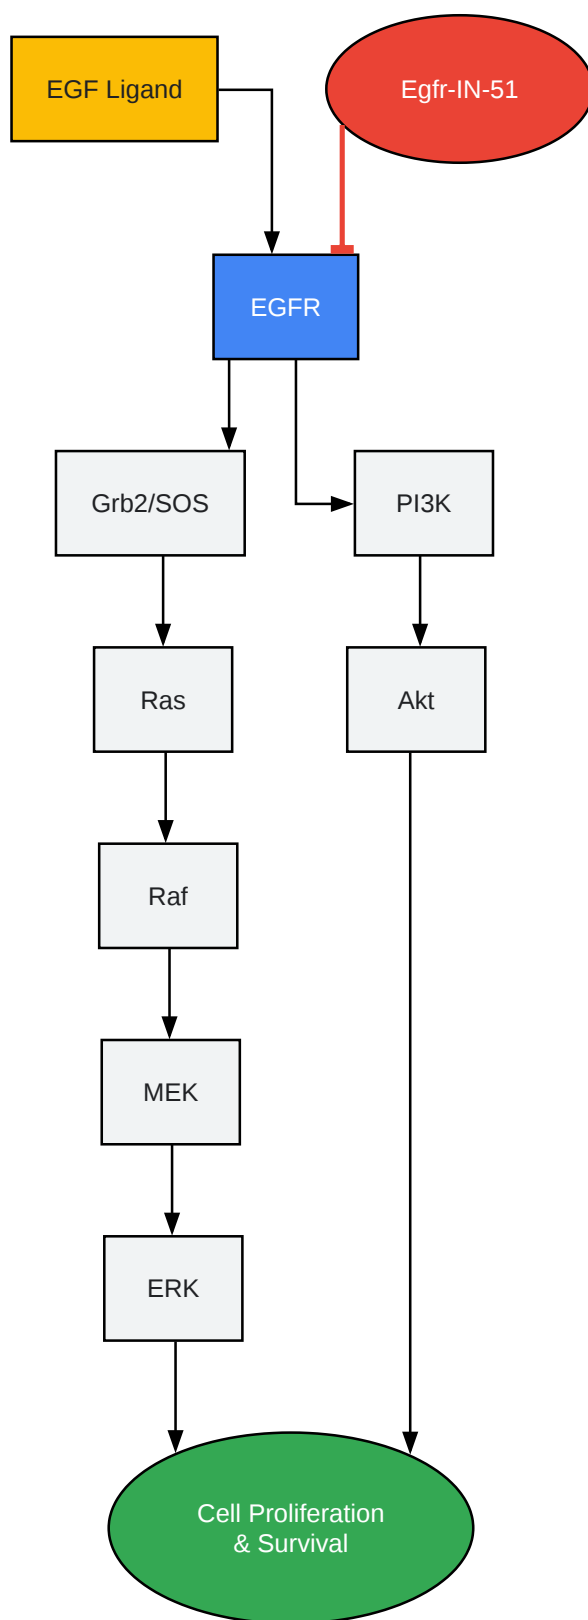 EGF Ligand
Egfr-IN-51
EGFR
Grb2/SOS
PI3K
Ras
Akt
Raf
MEK
ERK
Cell Proliferation
& Survival